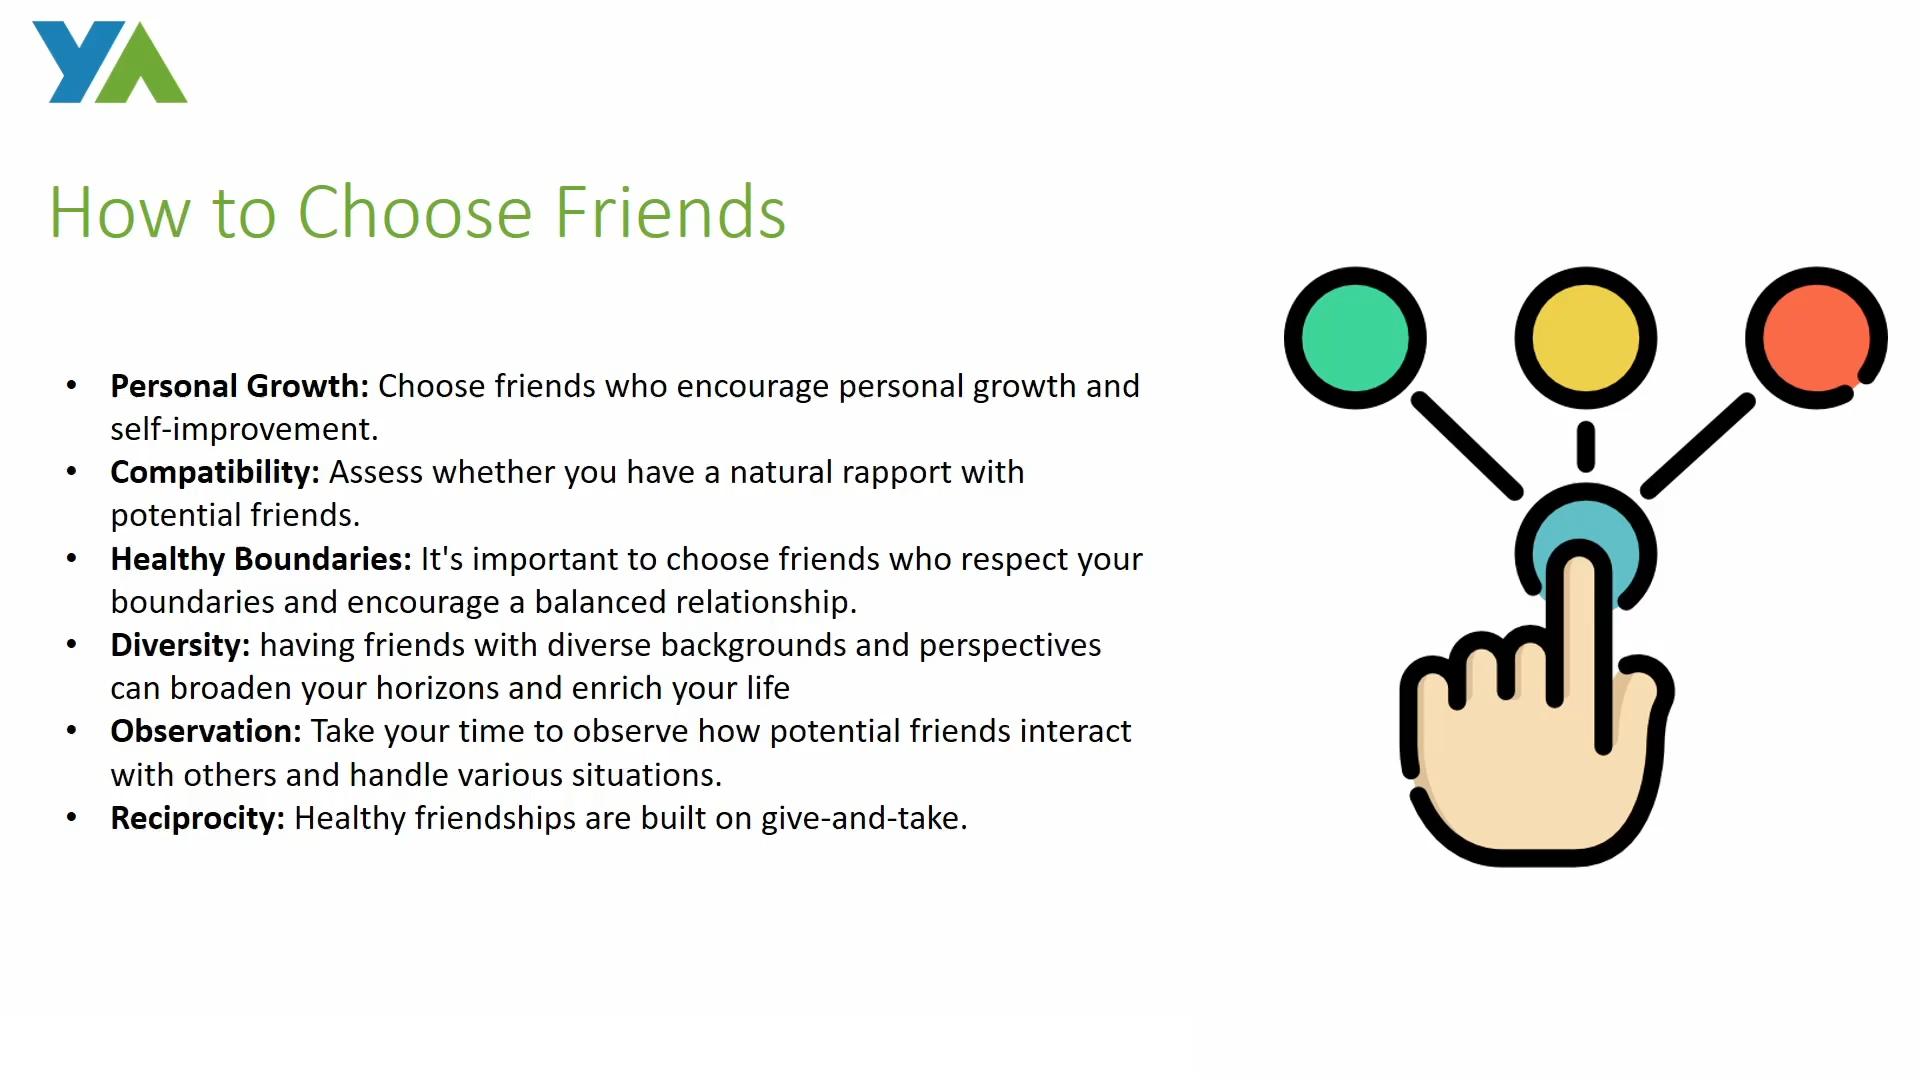 YA
How to Choose Friends
• Personal Growth: Choose friends who encourage personal growth and
self-improvement.
• Compatibility: Assess whether you have a natural rapport with
potential friends.
• Healthy Boundaries: It's important to choose friends who respect your
boundaries and encourage a balanced relationship.
• Diversity: having friends with diverse backgrounds and perspectives
can broaden your horizons and enrich your life
• Observation: Take your time to observe how potential friends interact
with others and handle various situations.
• Reciprocity: Healthy friendships are built on give-and-take.